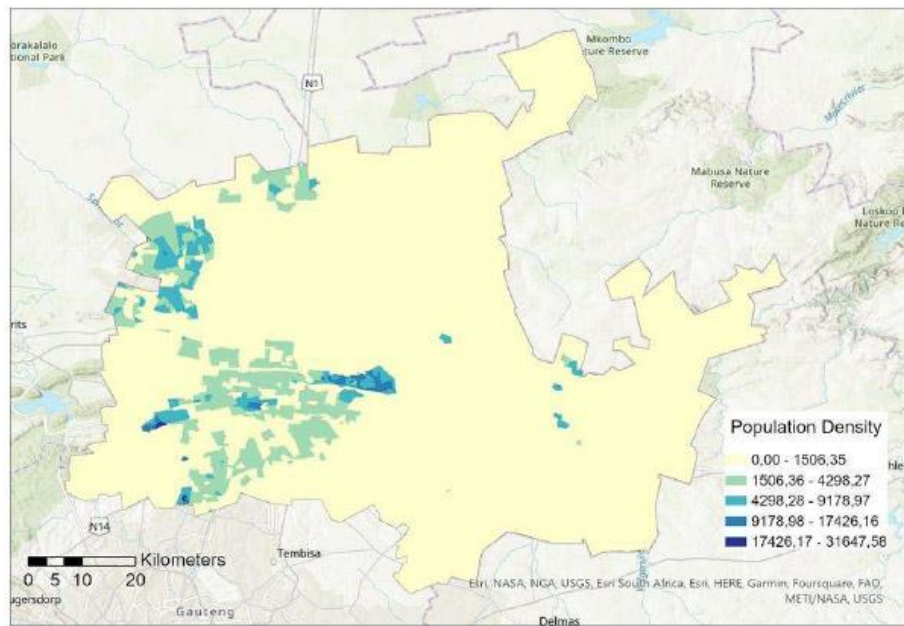 orakalalo
tional Park
N1
Mkombo
ature Reserve
Mabusa Nature
Reserve
Loskop
Nature Re
rits
Population Density
0,00 - 1506,35
1506,36 - 4298,27
4298,28 - 9178,97
9178,98 - 17426,16
17426,17 - 31647,58
N14
Kilometers
0 5 10 20
Tembisa
ugersdorp
Gauteng
Delmas
Esri, NASA, NGA, USGS, Esri South Africa, Esri, HERE, Garmin, Foursquare, FAO,
METI/NASA, USGS